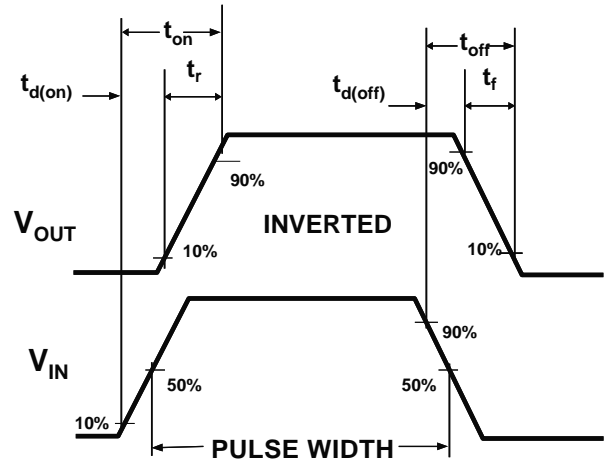 t_on
t_off
t_d(on)
t_r
t_d(off)
t_f
90%
90%
V_OUT
INVERTED
10%
10%
90%
V_IN
50%
50%
10%
PULSE WIDTH